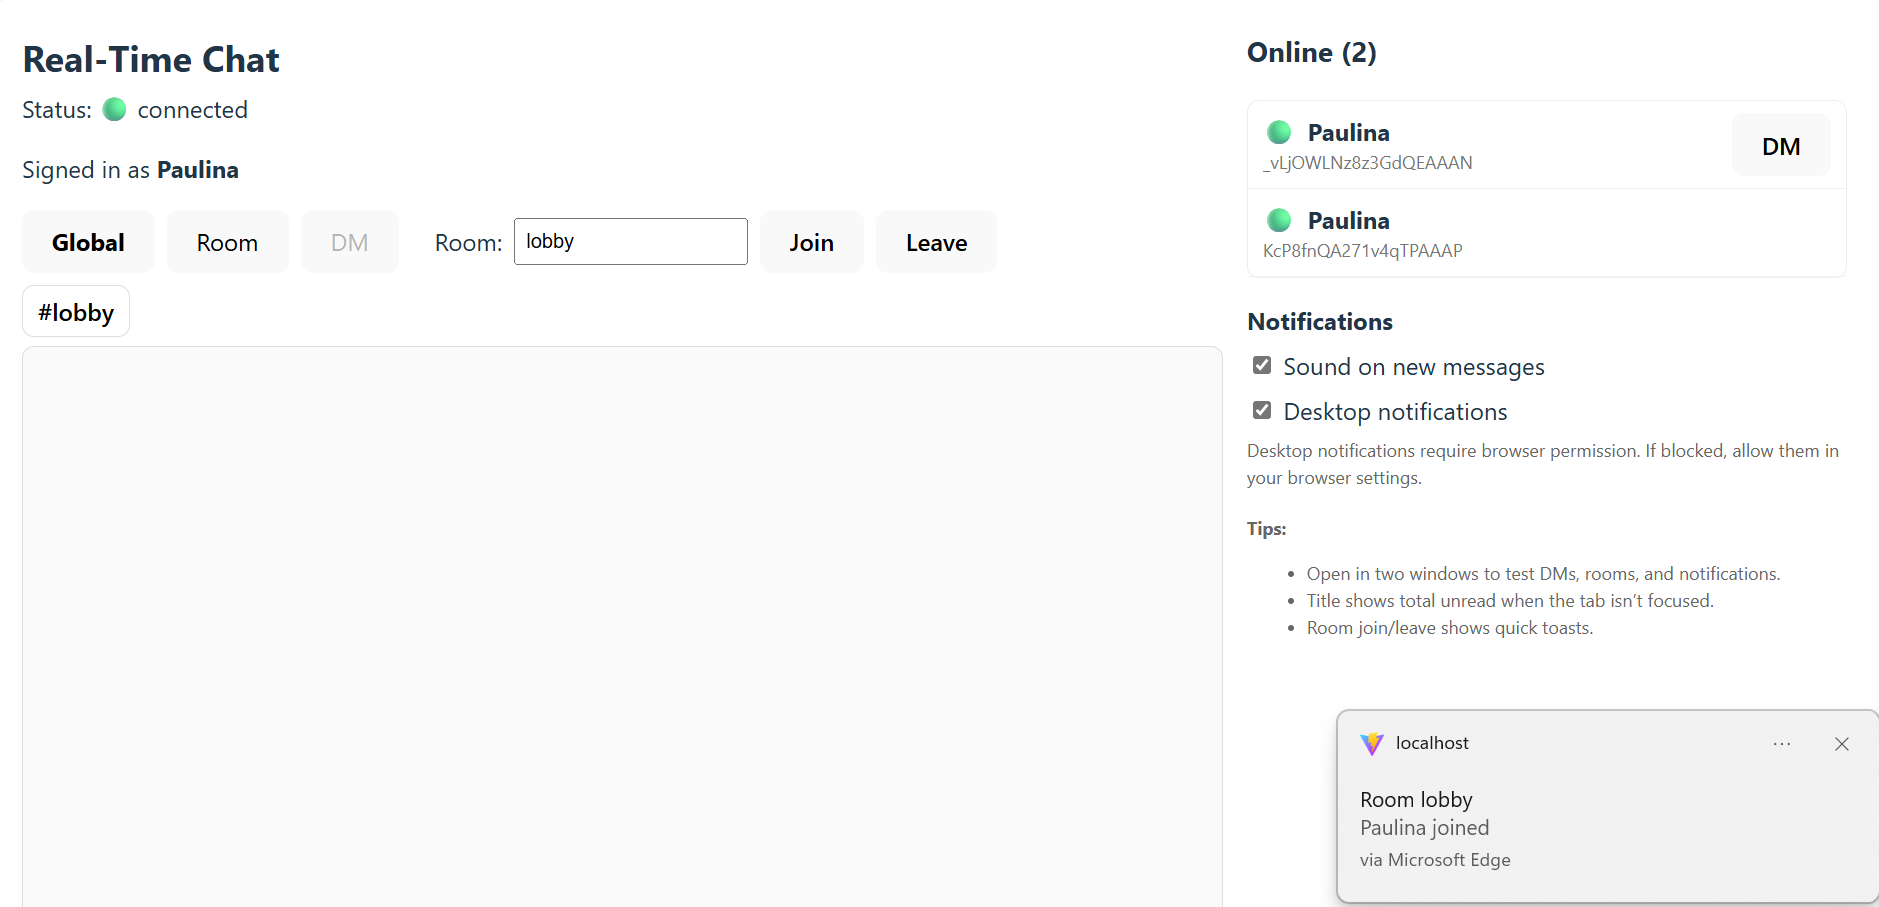 Real-Time Chat
Status: connected
Signed in as Paulina
Global Room DM Room: lobby Join Leave
#lobby
Online (2)
Paulina
_vLjOWLNz8z3GdQEAAAN
DM
Paulina
KcP8fnQA271v4qTPAAAP
Notifications
Sound on new messages
Desktop notifications
Desktop notifications require browser permission. If blocked, allow them in
your browser settings.
Tips:
• Open in two windows to test DMs, rooms, and notifications.
• Title shows total unread when the tab isn’t focused.
• Room join/leave shows quick toasts.
localhost
Room lobby
Paulina joined
via Microsoft Edge